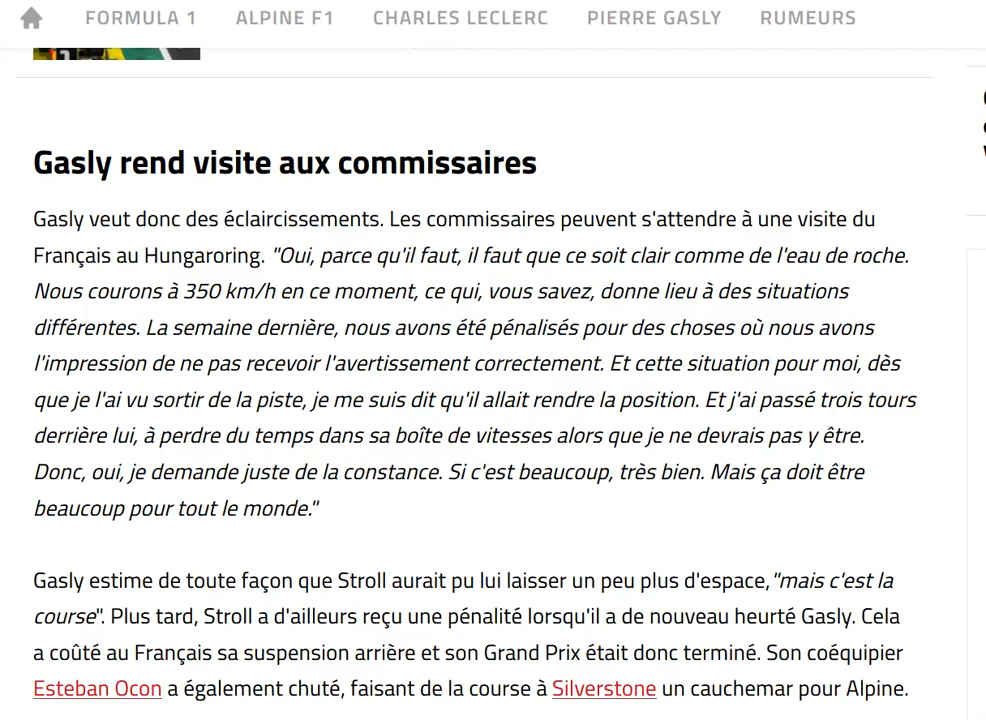 FORMULA 1 ALPINE F1 CHARLES LECLERC PIERRE GASLY RUMEURS
Gasly rend visite aux commissaires
Gasly veut donc des éclaircissements. Les commissaires peuvent s'attendre à une visite du
Français au Hungaroring. "Oui, parce qu'il faut, il faut que ce soit clair comme de l'eau de roche.
Nous courons à 350 km/h en ce moment, ce qui, vous savez, donne lieu à des situations
différentes. La semaine dernière, nous avons été pénalisés pour des choses où nous avons
l'impression de ne pas recevoir l'avertissement correctement. Et cette situation pour moi, dès
que je l'ai vu sortir de la piste, je me suis dit qu'il allait rendre la position. Et j'ai passé trois tours
derrière lui, à perdre du temps dans sa boîte de vitesses alors que je ne devrais pas y être.
Donc, oui, je demande juste de la constance. Si c'est beaucoup, très bien. Mais ça doit être
beaucoup pour tout le monde."
Gasly estime de toute façon que Stroll aurait pu lui laisser un peu plus d'espace,"mais c'est la
course". Plus tard, Stroll a d'ailleurs reçu une pénalité lorsqu'il a de nouveau heurté Gasly. Cela
a coûté au Français sa suspension arrière et son Grand Prix était donc terminé. Son coéquipier
Esteban Ocon a également chuté, faisant de la course à Silverstone un cauchemar pour Alpine.